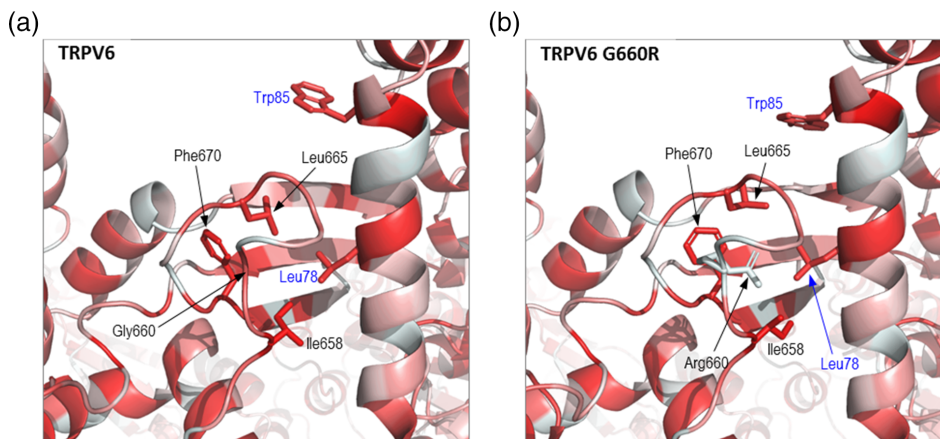 (a)
TRPV6
Trp85
Phe670
Leu665
Leu78
Gly660
Ile658
(b)
TRPV6 G660R
Trp85
Phe670
Leu665
Ile658
Arg660
Leu78